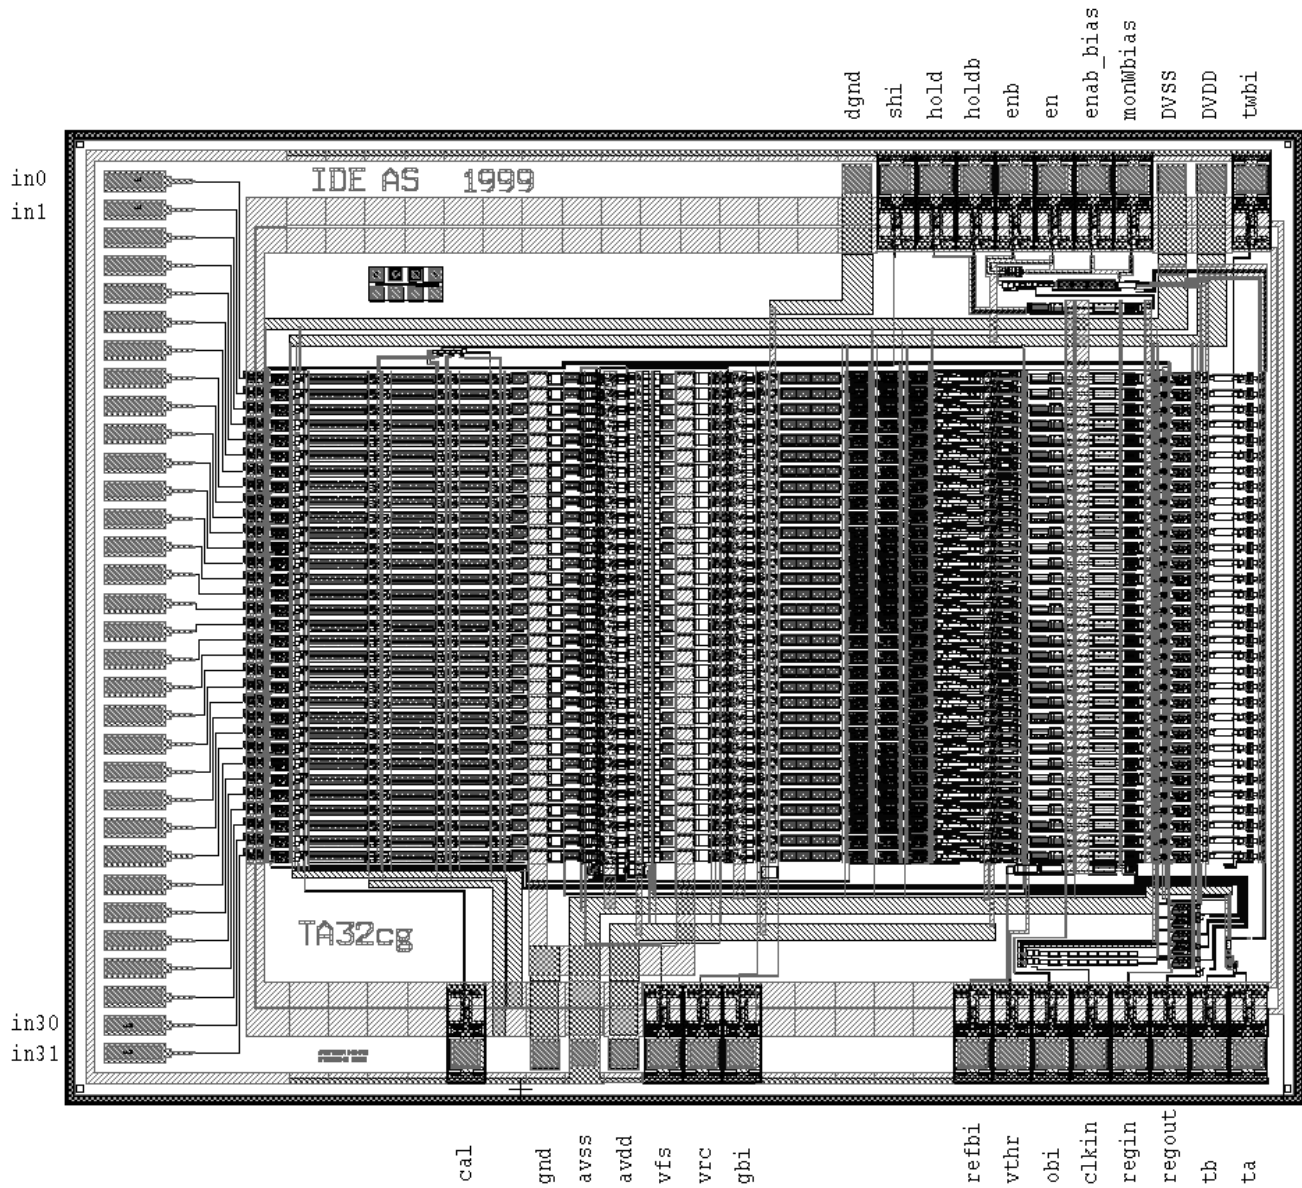 dgnd
shi
hold
holdb
enb
en
enab_bias
monWbias
DVSS
DVDD
twbi
IDE AS 1999
in0
in1
TA32cg
in30
in31
cal
gnd
avss
avdd
vfs
vrc
gbi
refbi
vthr
obi
clkin
regin
regout
tb
ta